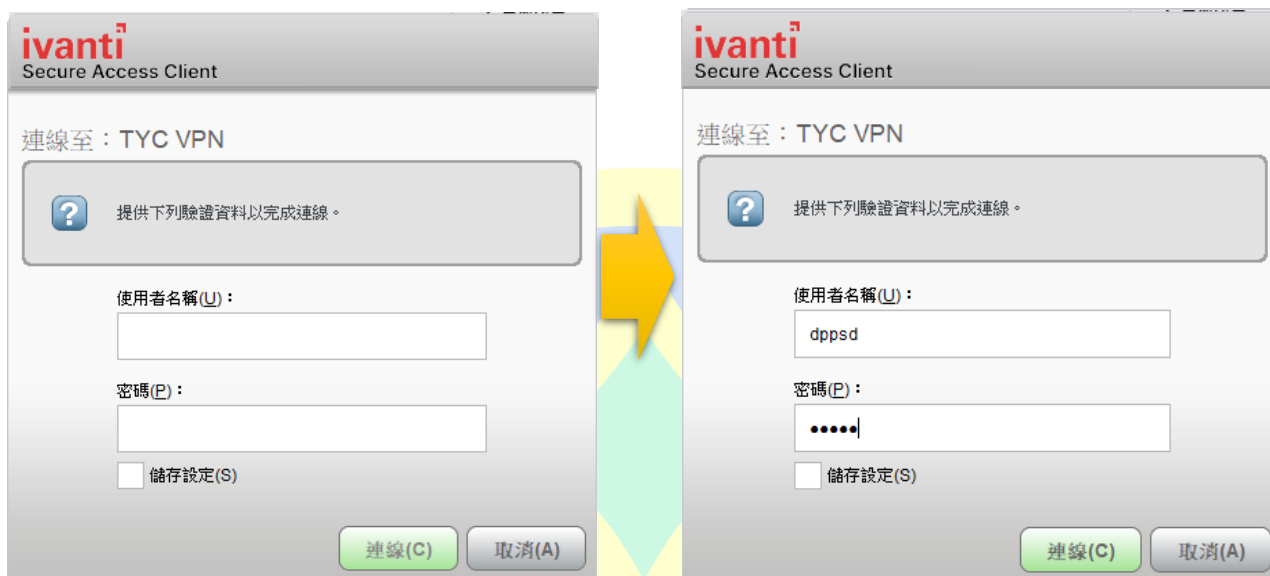 ivanti
Secure Access Client
連線至：TYC VPN
提供下列驗證資料以完成連線。
使用者名稱(U)：
密碼(P)：
儲存設定(S)
連線(C)
取消(A)
ivanti
Secure Access Client
連線至：TYC VPN
提供下列驗證資料以完成連線。
使用者名稱(U)：
dppsd
密碼(P)：
•••••
儲存設定(S)
連線(C)
取消(A)